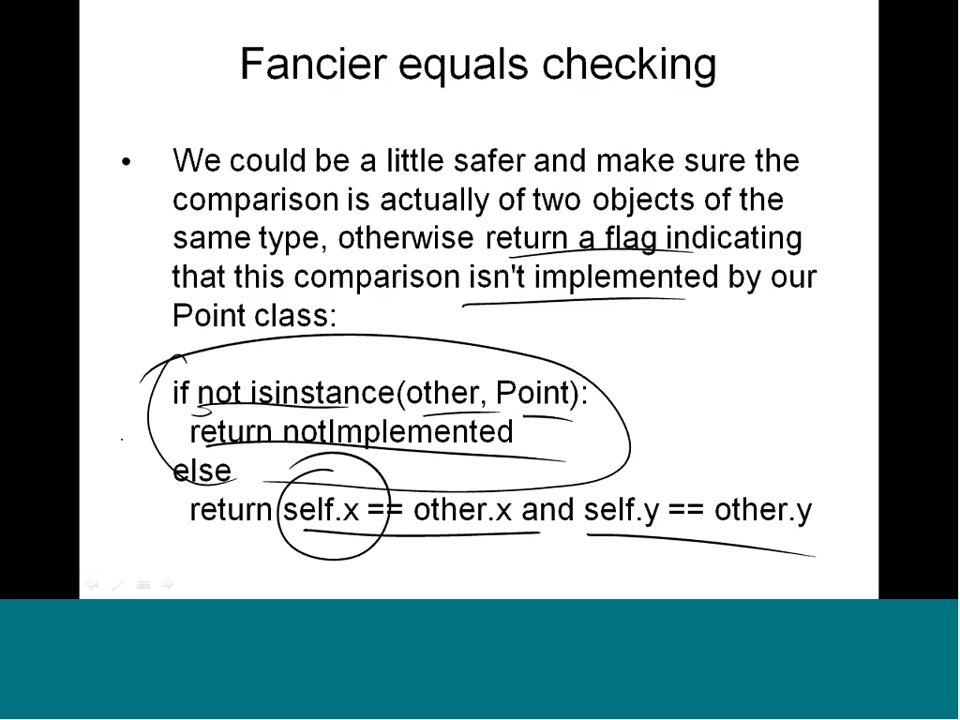 Fancier equals checking
• We could be a little safer and make sure the
comparison is actually of two objects of the
same type, otherwise return a flag indicating
that this comparison isn't implemented by our
Point class:
if not isinstance(other, Point):
return notImplemented
else
return self.x == other.x and self.y == other.y